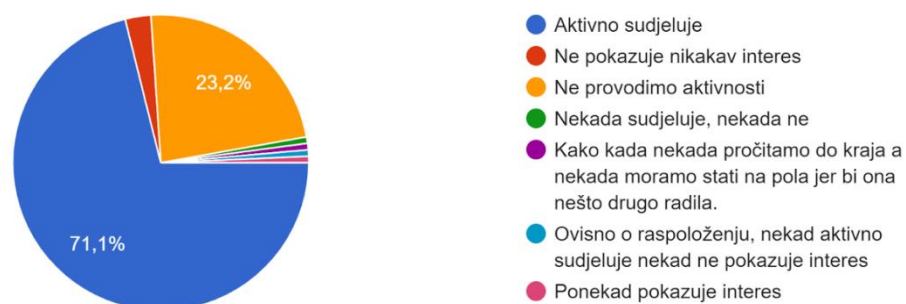 23,2%
71,1%
Aktivno sudjeluje
Ne pokazuje nikakav interes
Ne provodimo aktivnosti
Nekada sudjeluje, nekada ne
Kako kada nekada pročitamo do kraja a
nekada moramo stati na pola jer bi ona
nešto drugo radila.
Ovisno o raspoloženju, nekad aktivno
sudjeluje nekad ne pokazuje interes
Ponekad pokazuje interes